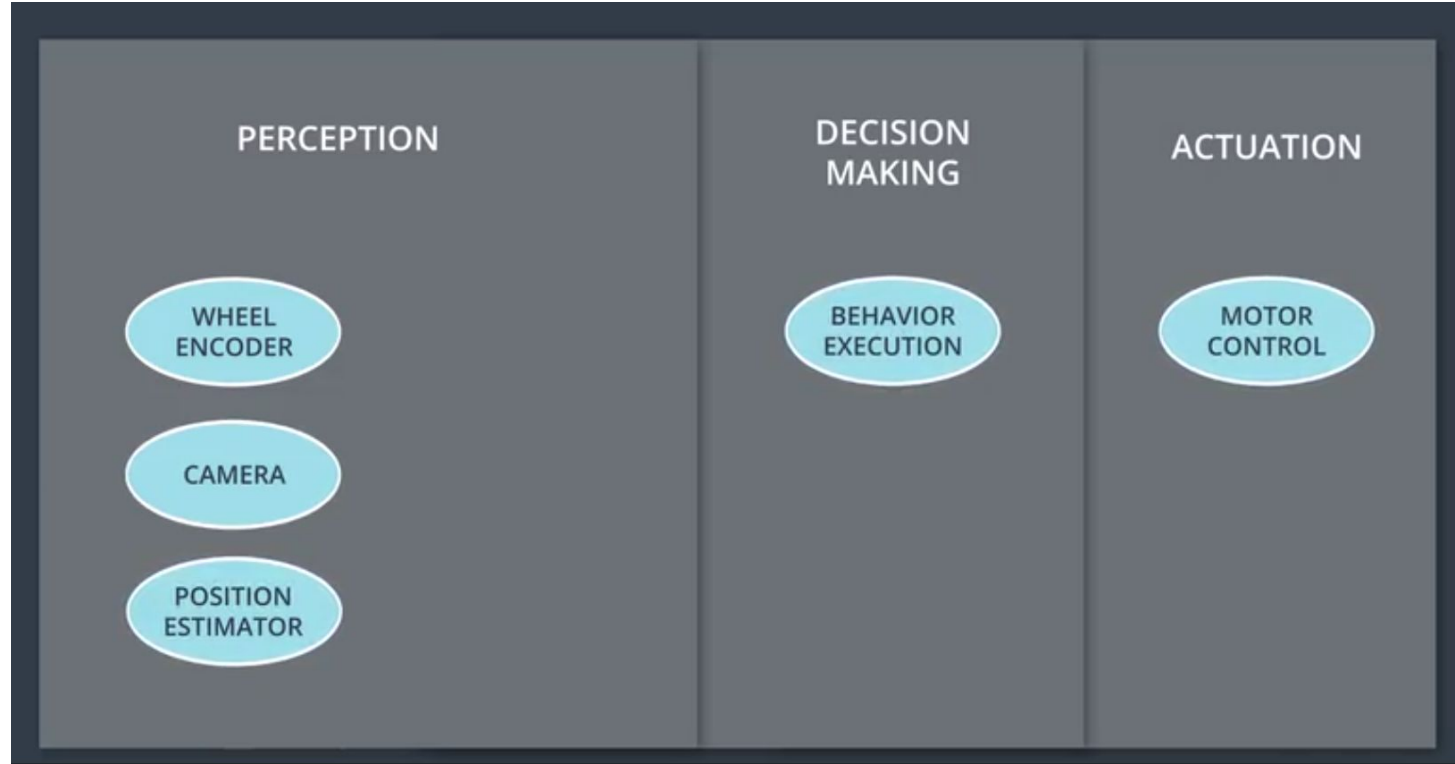 PERCEPTION
DECISION
MAKING
ACTUATION
WHEEL
ENCODER
CAMERA
POSITION
ESTIMATOR
BEHAVIOR
EXECUTION
MOTOR
CONTROL